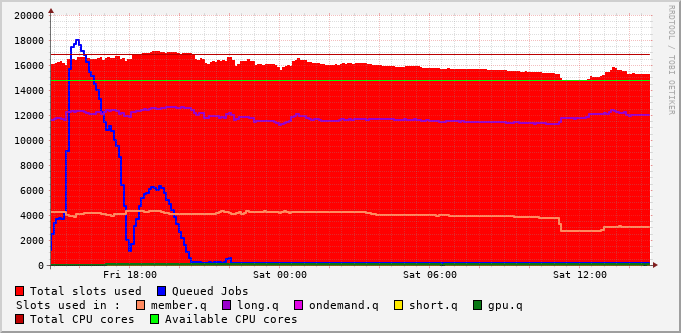 20000
18000
16000
14000
12000
10000
8000
6000
4000
2000
0
Fri 18:00 Sat 00:00 Sat 06:00 Sat 12:00
RRDTOOL / TOBI OETIKER
Total slots used Queued Jobs
Slots used in : member.q long.q ondemand.q short.q gpu.q
Total CPU cores Available CPU cores